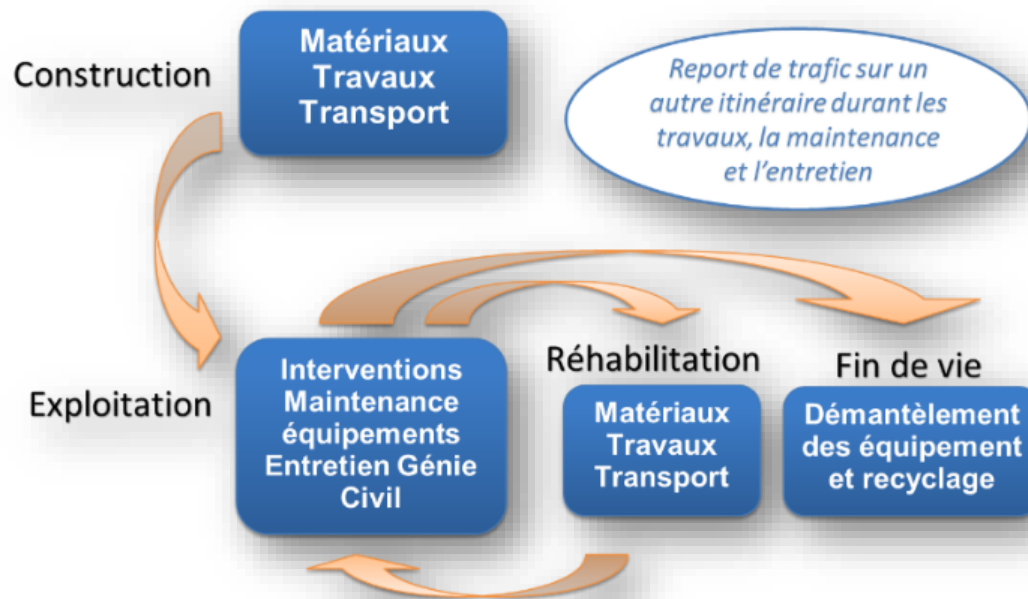 Construction
Matériaux
Travaux
Transport
Report de trafic sur un
autre itinéraire durant les
travaux, la maintenance
et l'entretien
Exploitation
Interventions
Maintenance
équipements
Entretien Génie
Civil
Réhabilitation
Matériaux
Travaux
Transport
Fin de vie
Démantèlement
des équipement
et recyclage